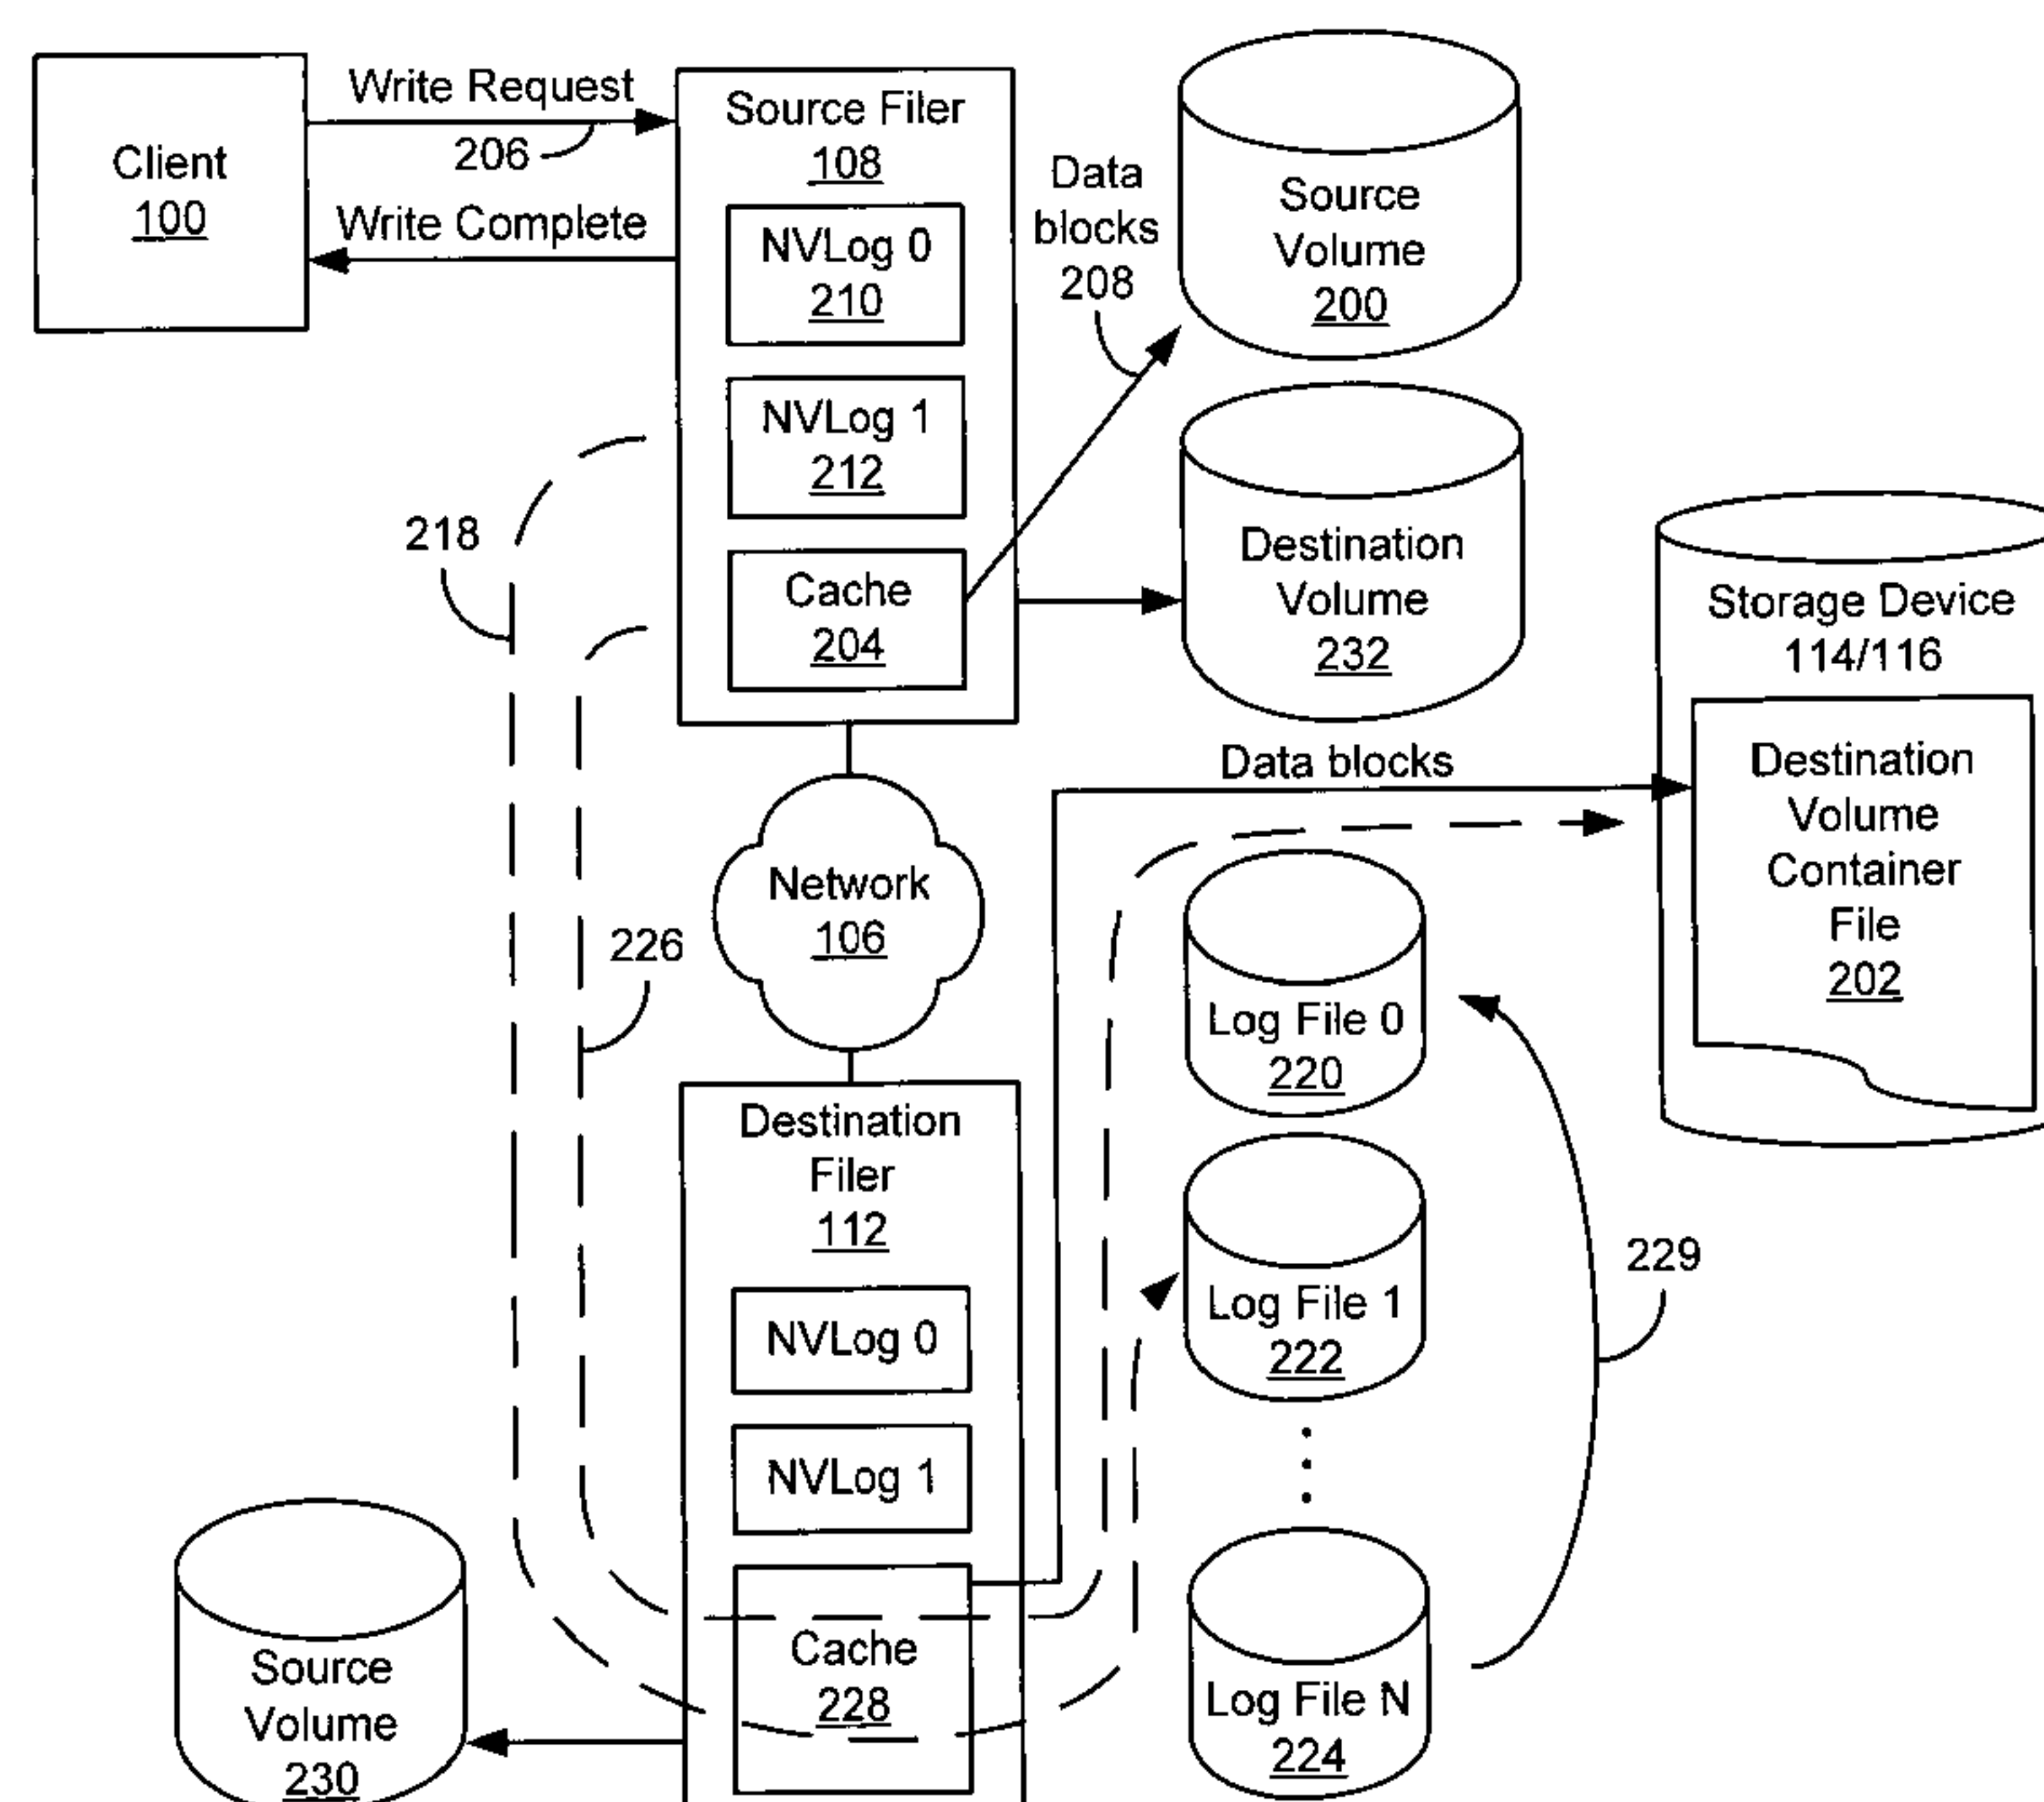 Client
100
Write Request
206
Write Complete
Source Filer
108
NVLog 0
210
NVLog 1
212
Cache
204
Data
blocks
208
Source
Volume
200
Destination
Volume
232
Storage Device
114/116
Destination
Volume
Container
File
202
Data blocks
218
226
Network
106
Log File 0
220
Log File 1
222
Log File N
224
229
Destination
Filer
112
NVLog 0
NVLog 1
Cache
228
Source
Volume
230